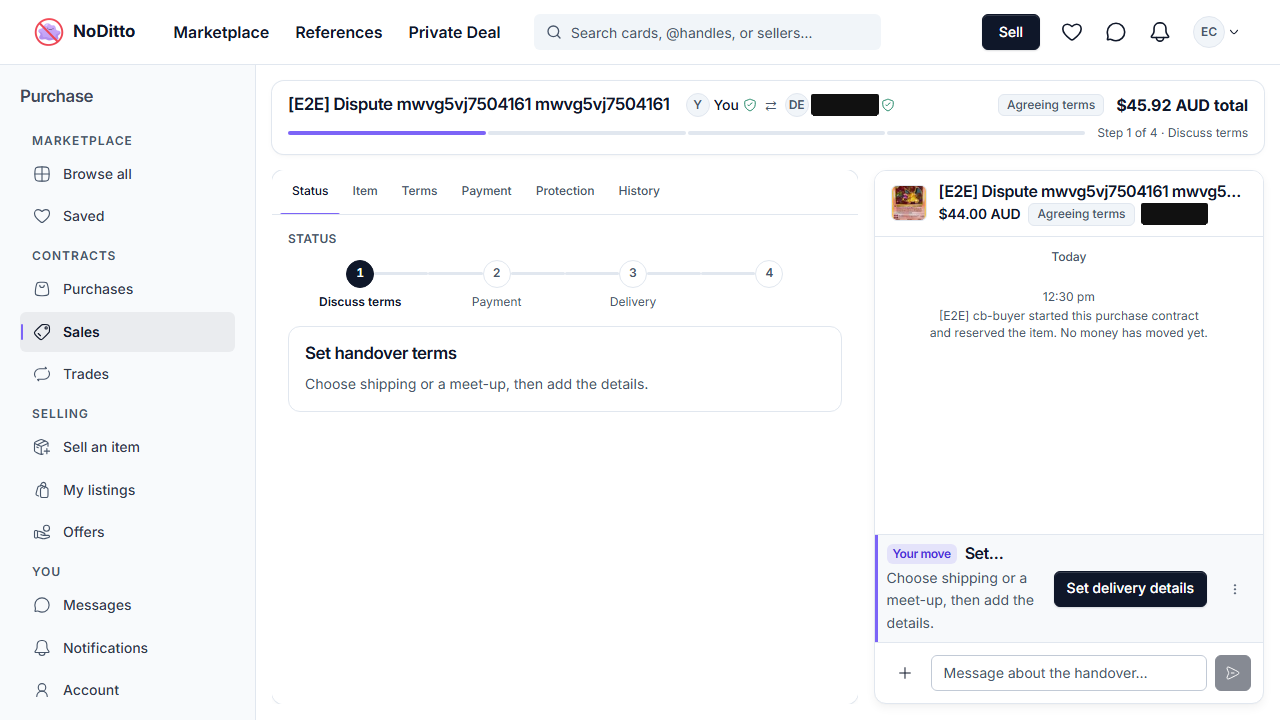 NoDitto
Marketplace
References
Private Deal
Search cards, @handles, or sellers...
Sell
EC
Purchase
MARKETPLACE
Browse all
Saved
CONTRACTS
Purchases
Sales
Trades
SELLING
Sell an item
My listings
Offers
YOU
Messages
Notifications
Account
[E2E] Dispute mwvg5vj7504161 mwvg5vj7504161
Y You
DE
Agreeing terms
$45.92 AUD total
Step 1 of 4 · Discuss terms
Status
Item
Terms
Payment
Protection
History
STATUS
1
2
3
4
Discuss terms
Payment
Delivery
Set handover terms
Choose shipping or a meet-up, then add the details.
[E2E] Dispute mwvg5vj7504161 mwvg5...
$44.00 AUD
Agreeing terms
Today
12:30 pm
[E2E] cb-buyer started this purchase contract
and reserved the item. No money has moved yet.
Your move
Set...
Choose shipping or a
meet-up, then add the
details.
Set delivery details
Message about the handover...